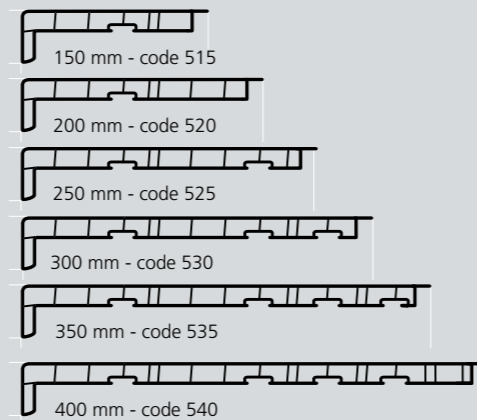 150 mm - code 515
200 mm - code 520
250 mm - code 525
300 mm - code 530
350 mm - code 535
400 mm - code 540